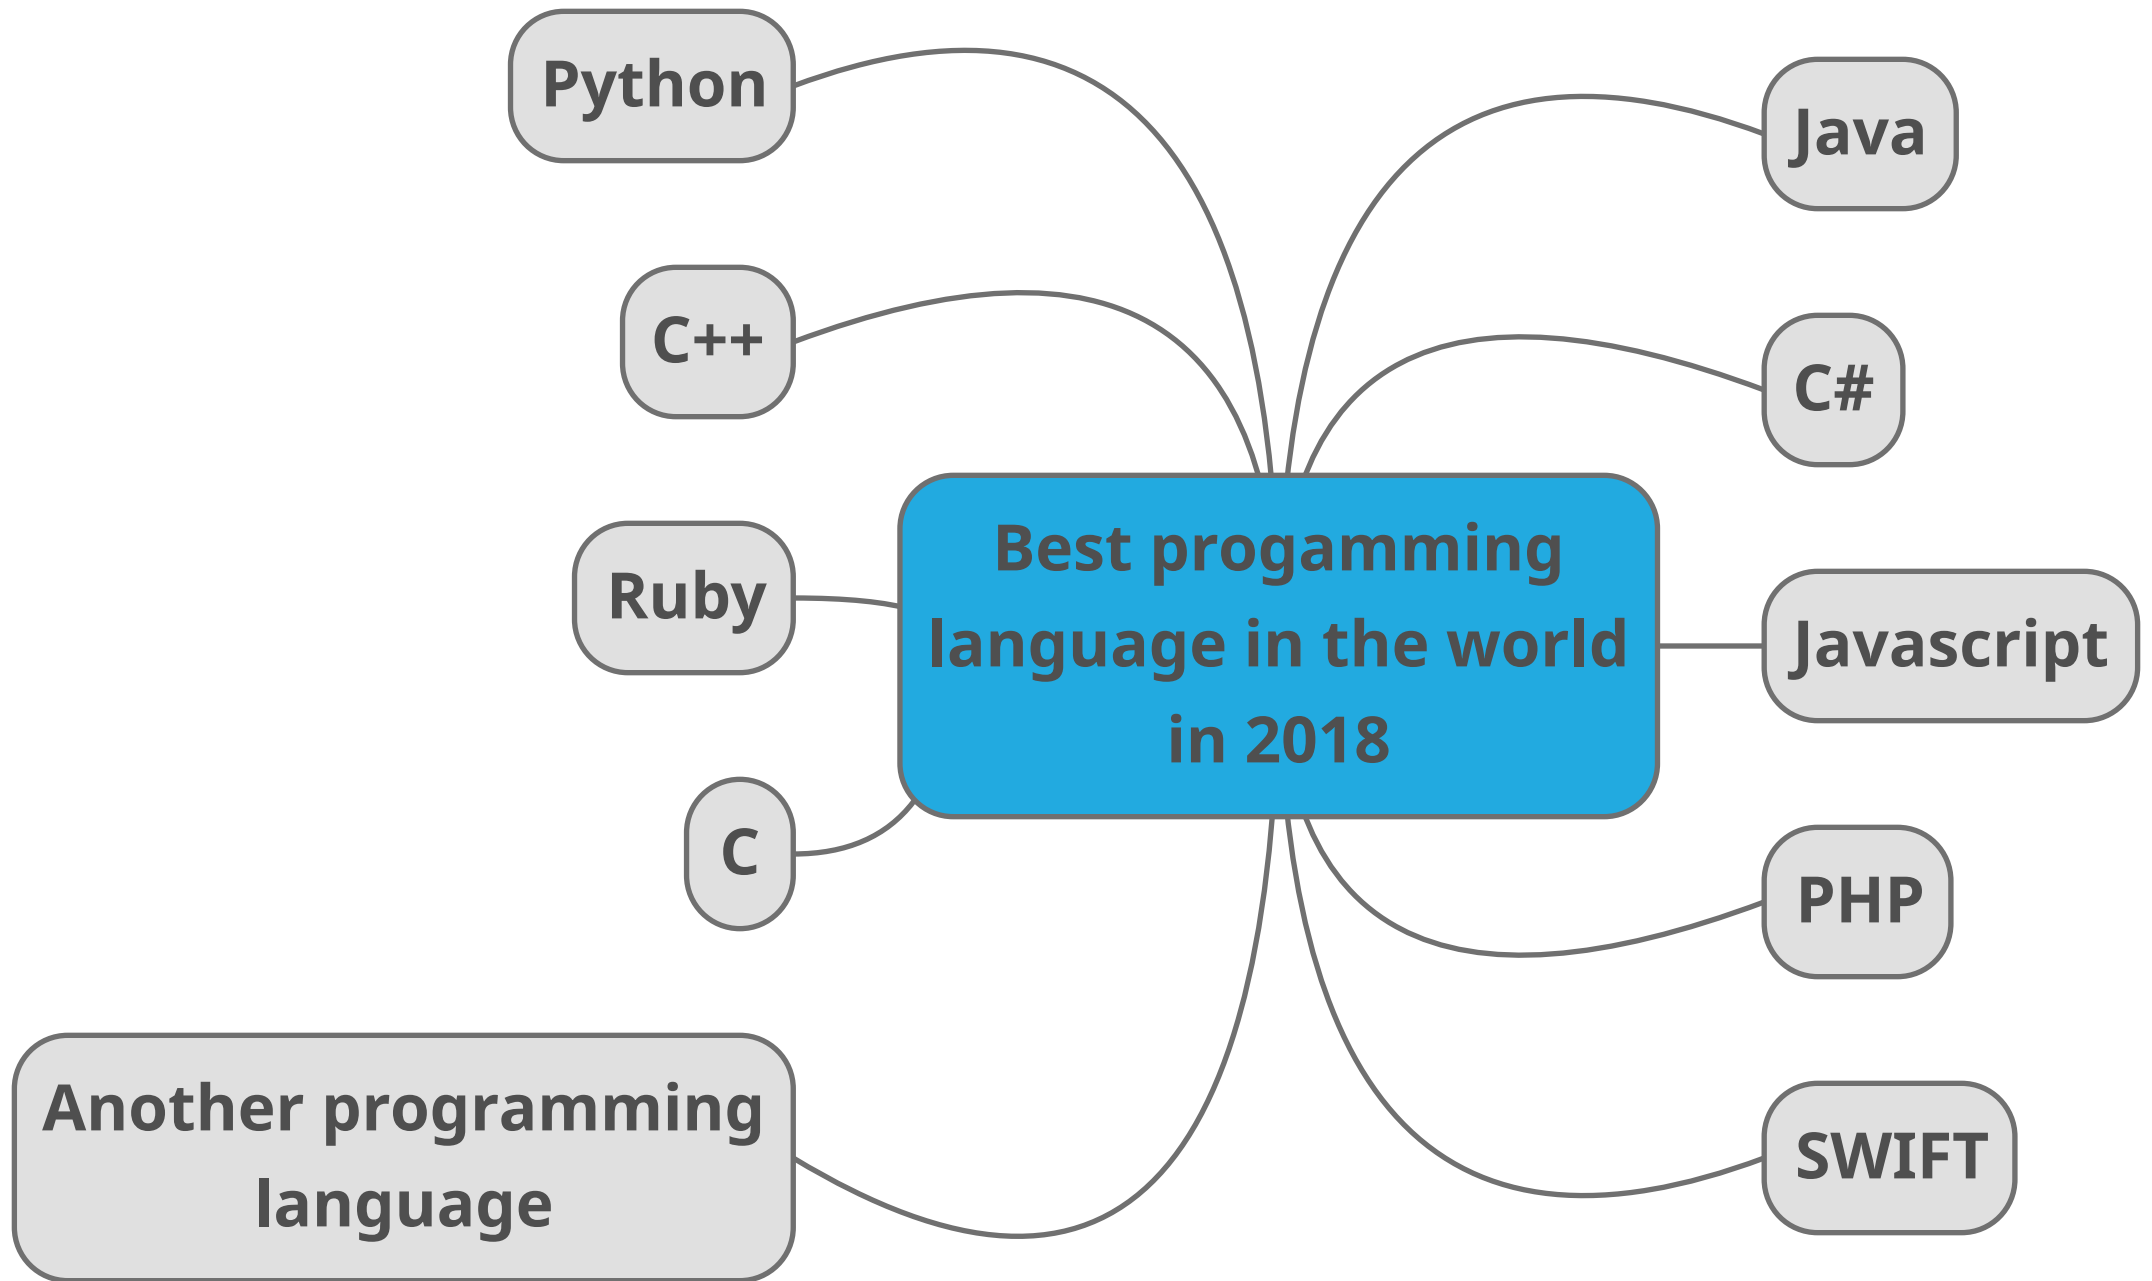 Python
C++
Ruby
C
Another programming
language
Best progamming
language in the world
in 2018
Java
C#
Javascript
PHP
SWIFT